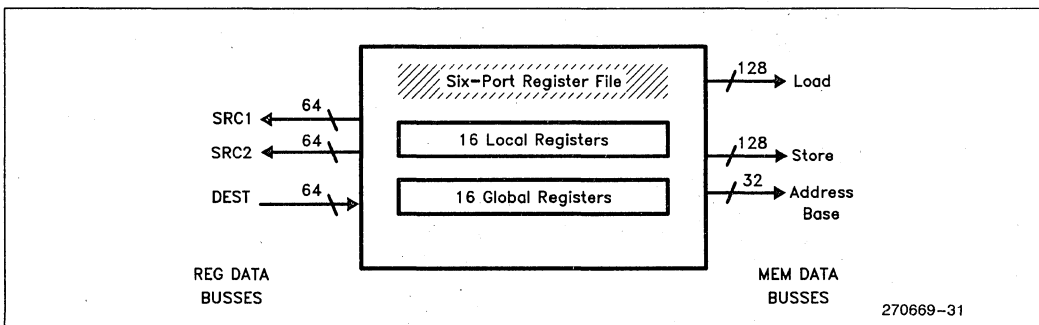 Six-Port Register File
16 Local Registers
16 Global Registers
64
SRC1
64
SRC2
64
DEST
REG DATA
BUSSES
128
Load
128
Store
32
Address
Base
MEM DATA
BUSSES
270669-31